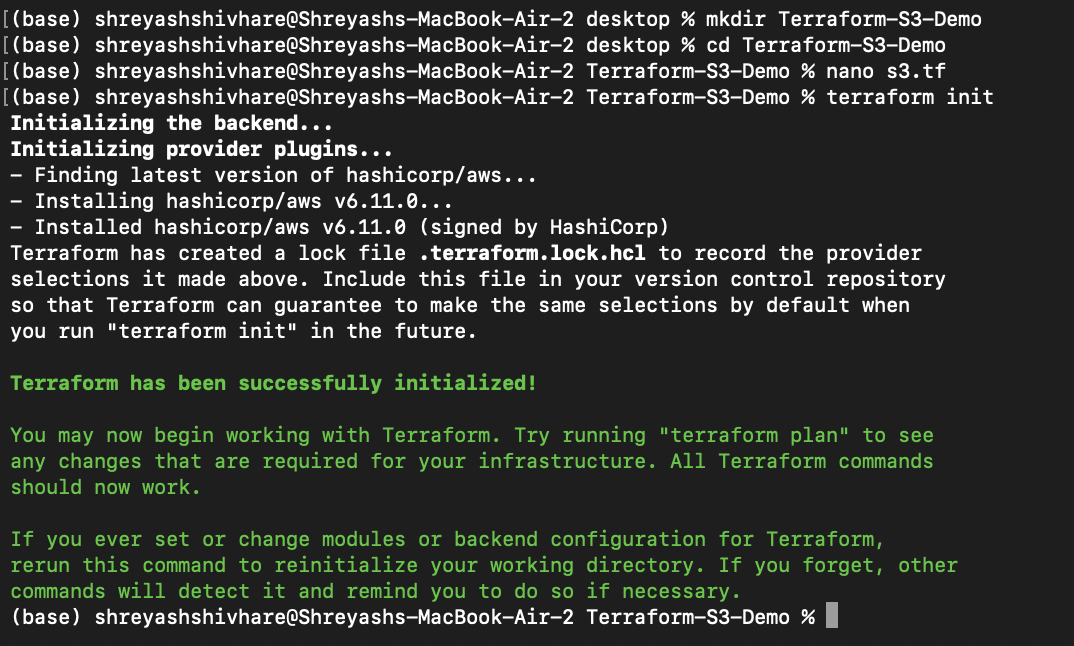 [(base) shreyashshivhare@Shreyashs-MacBook-Air-2 desktop % mkdir Terraform-S3-Demo
[(base) shreyashshivhare@Shreyashs-MacBook-Air-2 desktop % cd Terraform-S3-Demo
[(base) shreyashshivhare@Shreyashs-MacBook-Air-2 Terraform-S3-Demo % nano s3.tf
[(base) shreyashshivhare@Shreyashs-MacBook-Air-2 Terraform-S3-Demo % terraform init
Initializing the backend...
Initializing provider plugins...
- Finding latest version of hashicorp/aws...
- Installing hashicorp/aws v6.11.0...
- Installed hashicorp/aws v6.11.0 (signed by HashiCorp)
Terraform has created a lock file .terraform.lock.hcl to record the provider
selections it made above. Include this file in your version control repository
so that Terraform can guarantee to make the same selections by default when
you run "terraform init" in the future.
Terraform has been successfully initialized!
You may now begin working with Terraform. Try running "terraform plan" to see
any changes that are required for your infrastructure. All Terraform commands
should now work.
If you ever set or change modules or backend configuration for Terraform,
rerun this command to reinitialize your working directory. If you forget, other
commands will detect it and remind you to do so if necessary.
(base) shreyashshivhare@Shreyashs-MacBook-Air-2 Terraform-S3-Demo %